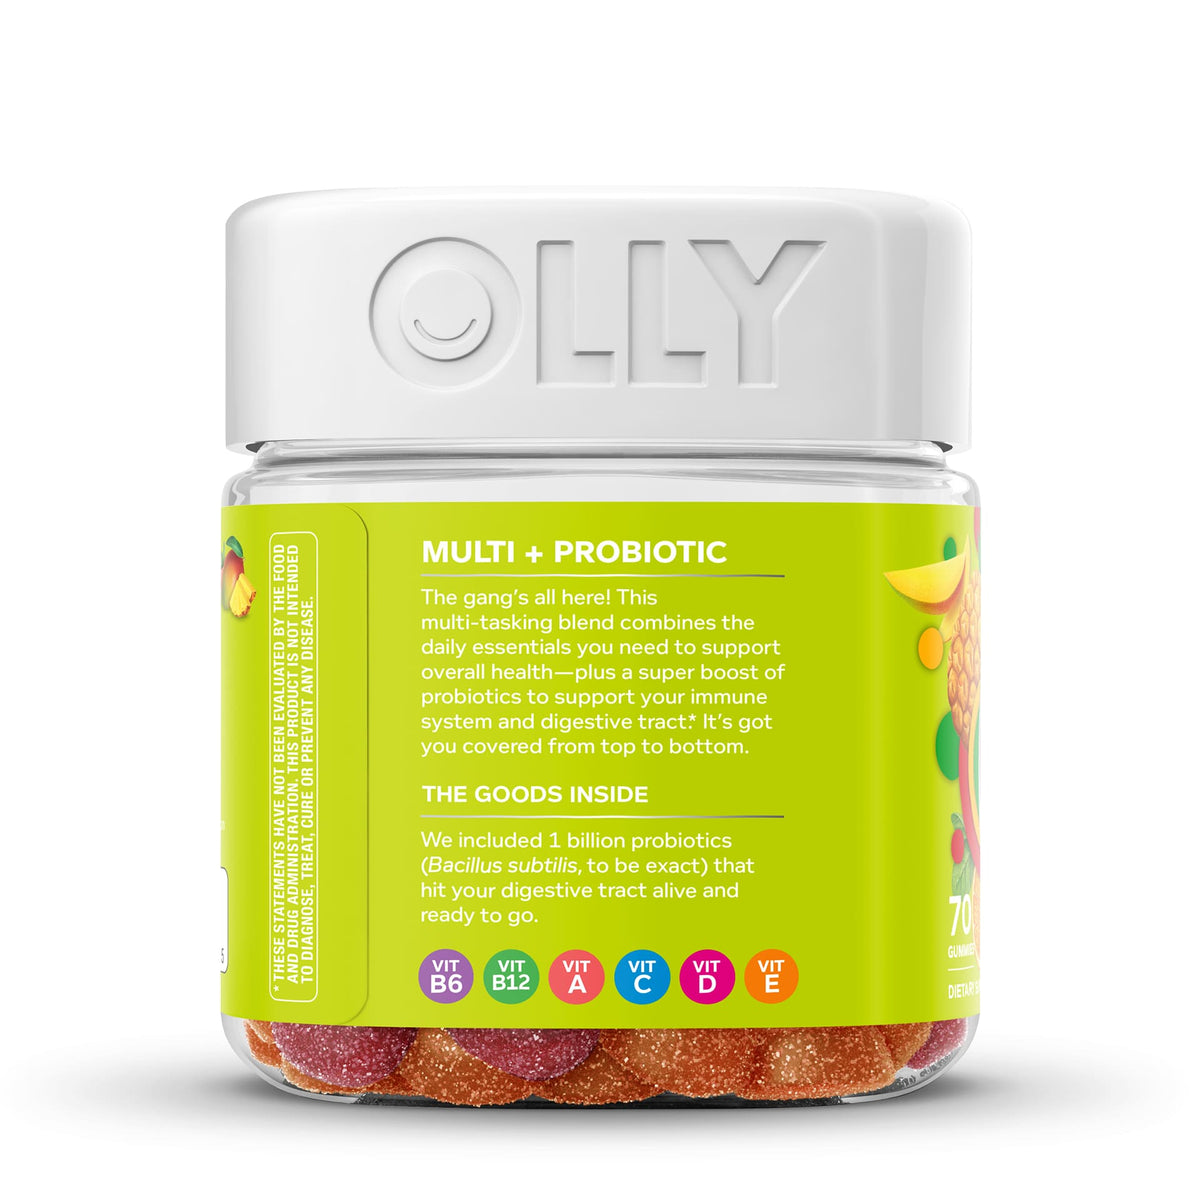 OLLY
MULTI + PROBIOTIC
The gang's all here! This
multi-tasking blend combines the
daily essentials you need to support
overall health—plus a super boost of
probiotics to support your immune
system and digestive tract.* It's got
you covered from top to bottom.
THE GOODS INSIDE
We included 1 billion probiotics
(Bacillus subtilis, to be exact) that
hit your digestive tract alive and
ready to go.
VIT B6
VIT B12
VIT A
VIT C
VIT D
VIT E
* THESE STATEMENTS HAVE NOT BEEN EVALUATED BY THE FOOD
AND DRUG ADMINISTRATION. THIS PRODUCT IS NOT INTENDED
TO DIAGNOSE, TREAT, CURE OR PREVENT ANY DISEASE.
70
GUMMIES